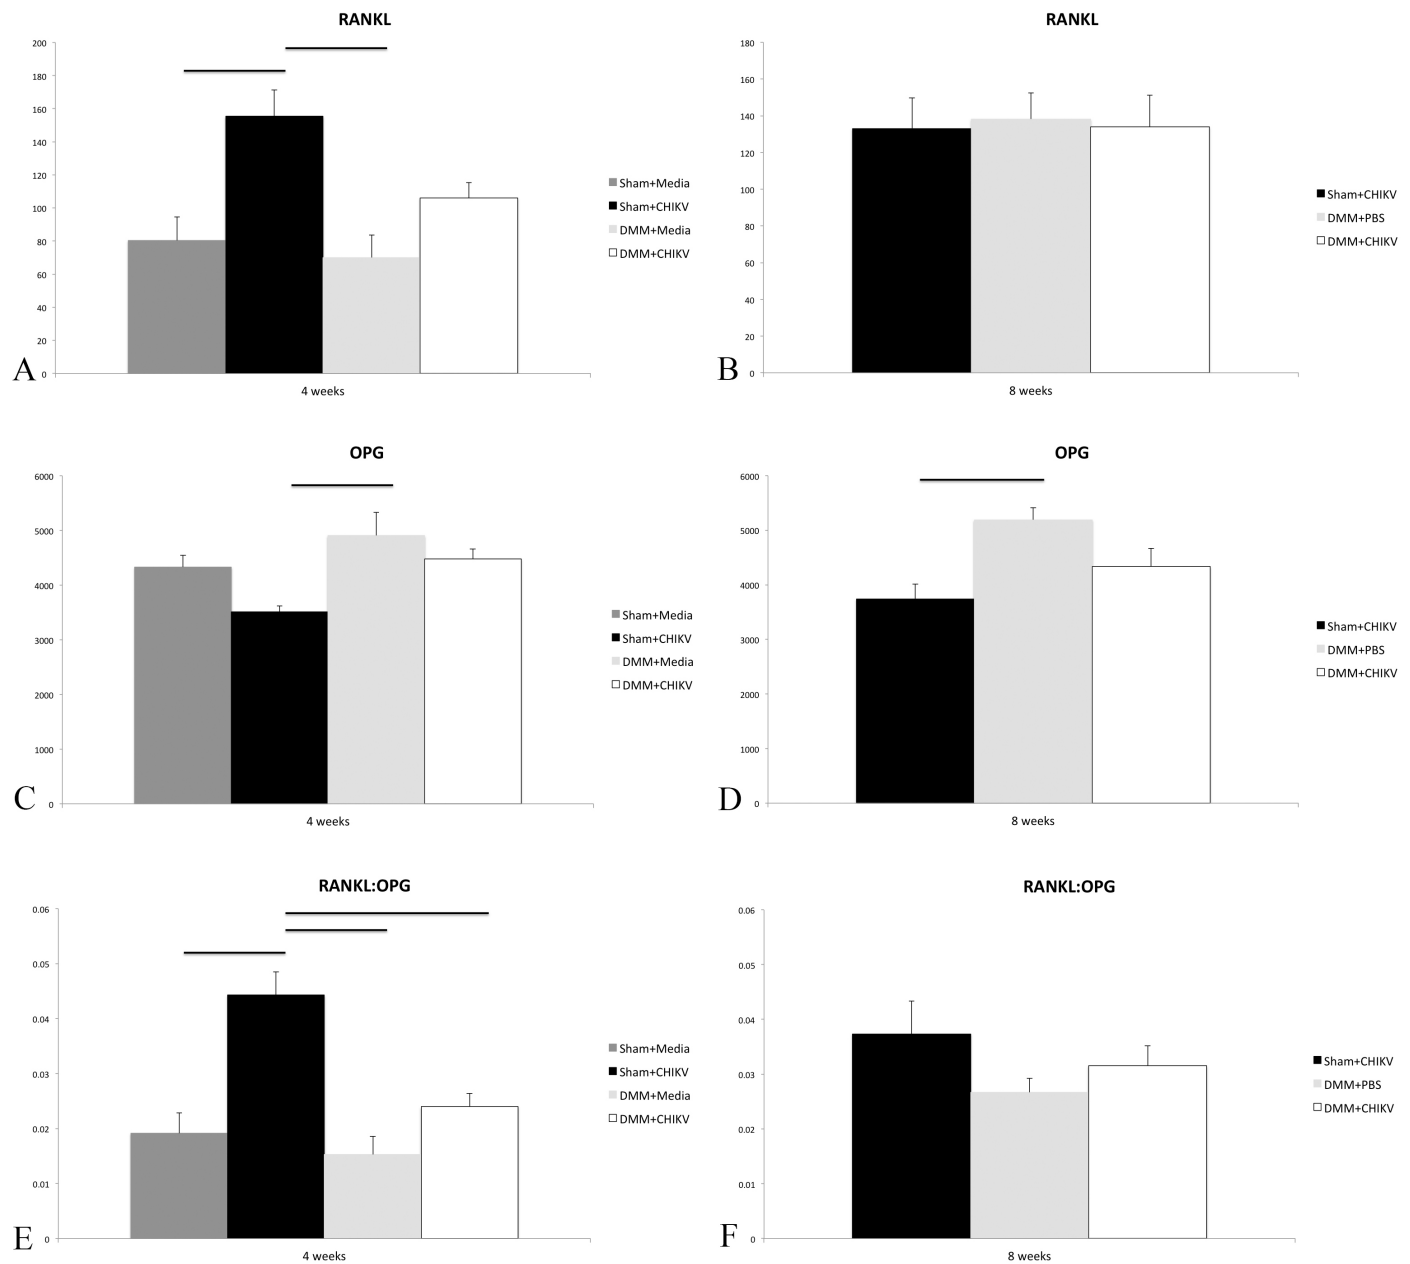 RANKL
200
180
160
140
120
100
80
60
40
20
0
Sham+Media
Sham+CHIKV
DMM+Media
DMM+CHIKV
A
4 weeks
RANKL
180
160
140
120
100
80
60
40
20
0
Sham+CHIKV
DMM+PBS
DMM+CHIKV
B
8 weeks
OPG
6000
5000
4000
3000
2000
1000
0
Sham+Media
Sham+CHIKV
DMM+Media
DMM+CHIKV
C
4 weeks
OPG
6000
5000
4000
3000
2000
1000
0
Sham+CHIKV
DMM+PBS
DMM+CHIKV
D
8 weeks
RANKL:OPG
0.06
0.05
0.04
0.03
0.02
0.01
0
Sham+Media
Sham+CHIKV
DMM+Media
DMM+CHIKV
E
4 weeks
RANKL:OPG
0.06
0.05
0.04
0.03
0.02
0.01
0
Sham+CHIKV
DMM+PBS
DMM+CHIKV
F
8 weeks